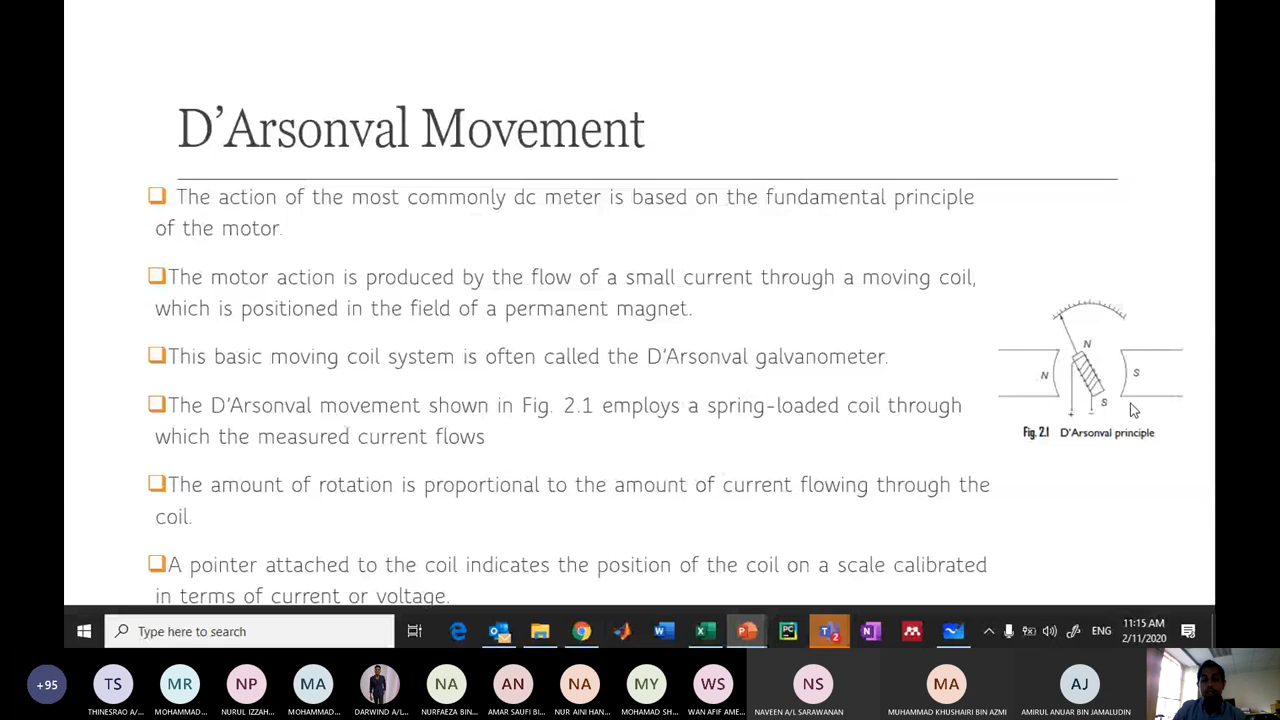 D'Arsonval Movement
The action of the most commonly dc meter is based on the fundamental principle
of the motor.
The motor action is produced by the flow of a small current through a moving coil,
which is positioned in the field of a permanent magnet.
This basic moving coil system is often called the D'Arsonval galvanometer.
The D'Arsonval movement shown in Fig. 2.1 employs a spring-loaded coil through
which the measured current flows
The amount of rotation is proportional to the amount of current flowing through the
coil.
A pointer attached to the coil indicates the position of the coil on a scale calibrated
in terms of current or voltage.
N
N
S
S
+
−
Fig. 2.1 D'Arsonval principle
Type here to search
ENG
11:15 AM
2/11/2020
+95
TS
MR
NP
MA
NA
AN
NA
MY
WS
NS
MA
AJ
THINESRAO A/...
MOHAMMAD...
NURUL IZZAH...
MOHAMMAD...
DARWIND A/L...
NURFAEZA BIN...
AMAR SAUFI BI...
NUR AINI HAN...
MOHAMAD SH...
WAN AFIF AME...
NAVEEN A/L SARAWANAN
MUHAMMAD KHUSHAIRI BIN AZMI
AMIRUL ANUAR BIN JAMALUDIN